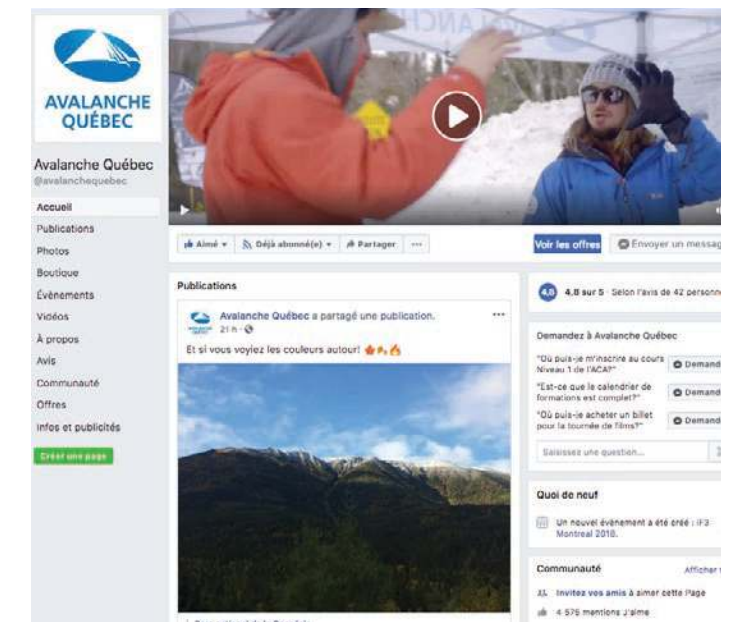 AVALANCHE
QUÉBEC
Avalanche Québec
@avalanchequebec
Accueil
Publications
Photos
Boutique
Évènements
Vidéos
À propos
Avis
Communauté
Offres
Infos et publicités
Créer une page
AVALANCHE
Aimé
Déjà abonné(e)
Partager
Voir les offres
Envoyer un messag
Publications
Avalanche Québec a partagé une publication.
21 h
Et si vous voyiez les couleurs autour!
4,8
4,8 sur 5 · Selon l'avis de 42 personne
Demandez à Avalanche Québec
"Où puis-je m'inscrire au cours
Niveau 1 de l'ACA?"
Demand
"Est-ce que le calendrier de
formations est complet?"
Demand
"Où puis-je acheter un billet
pour la tournée de films?"
Demand
Saisissez une question...
Quoi de neuf
Un nouvel évènement a été créé : iF3
Montreal 2018.
Communauté
Afficher
Invitez vos amis à aimer cette Page
4 575 mentions J'aime